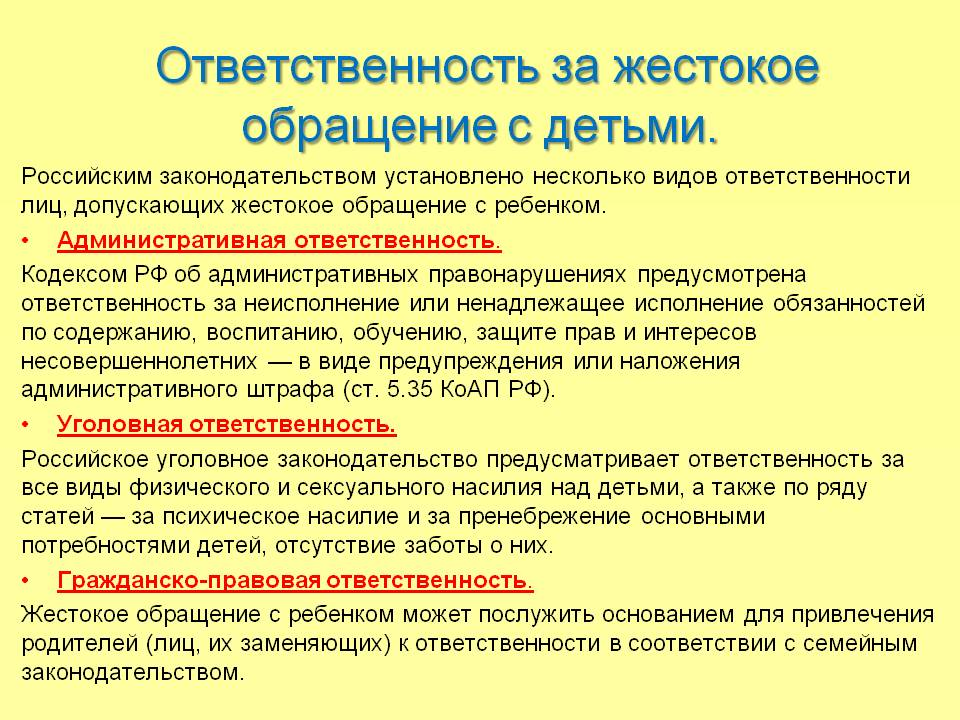 Ответственность за жестокое
обращение с детьми.
Российским законодательством установлено несколько видов ответственности
лиц, допускающих жестокое обращение с ребенком.
• Административная ответственность.
Кодексом РФ об административных правонарушениях предусмотрена
ответственность за неисполнение или ненадлежащее исполнение обязанностей
по содержанию, воспитанию, обучению, защите прав и интересов
несовершеннолетних — в виде предупреждения или наложения
административного штрафа (ст. 5.35 КоАП РФ).
• Уголовная ответственность.
Российское уголовное законодательство предусматривает ответственность за
все виды физического и сексуального насилия над детьми, а также по ряду
статей — за психическое насилие и за пренебрежение основными
потребностями детей, отсутствие заботы о них.
• Гражданско-правовая ответственность.
Жестокое обращение с ребенком может послужить основанием для привлечения
родителей (лиц, их заменяющих) к ответственности в соответствии с семейным
законодательством.